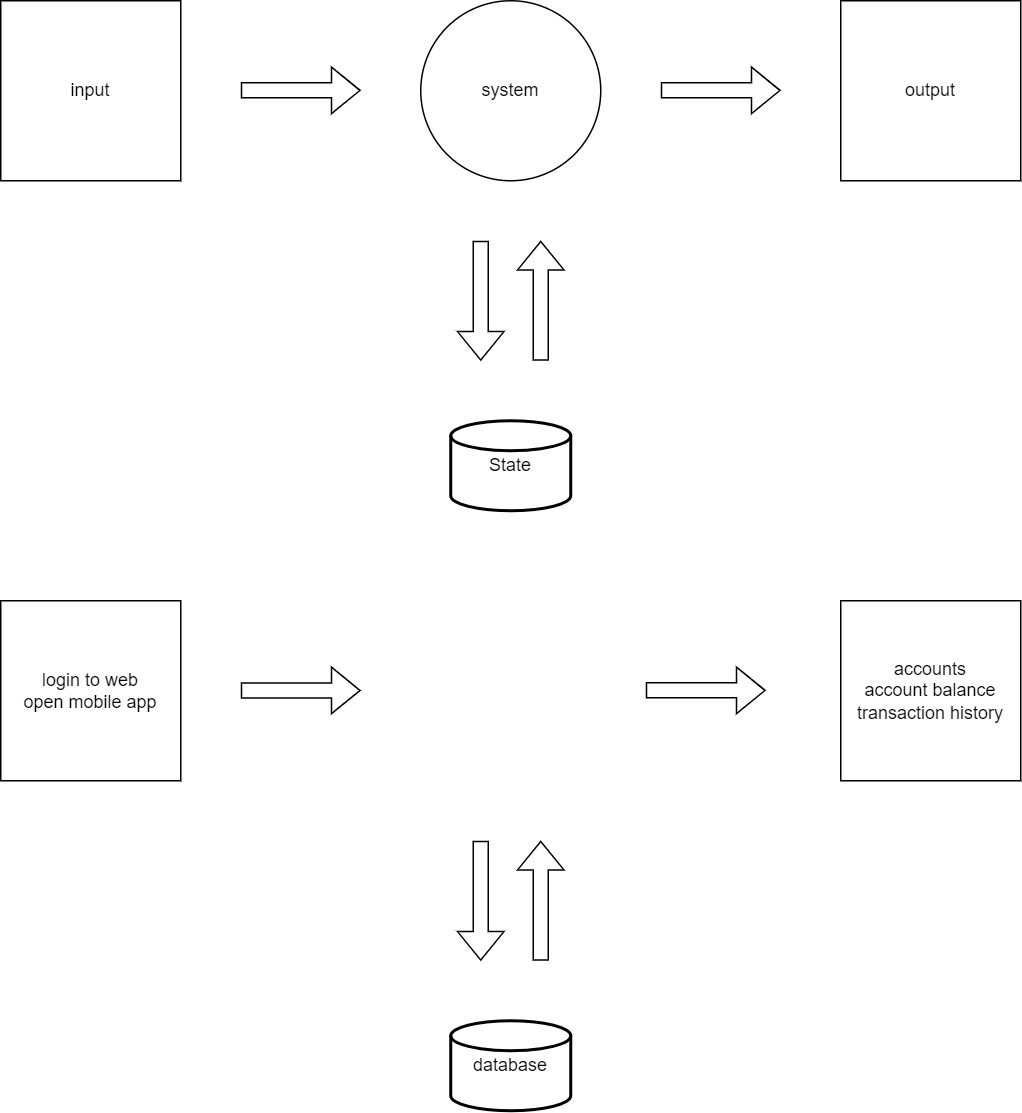 input
system
output
State
login to web
open mobile app
accounts
account balance
transaction history
database